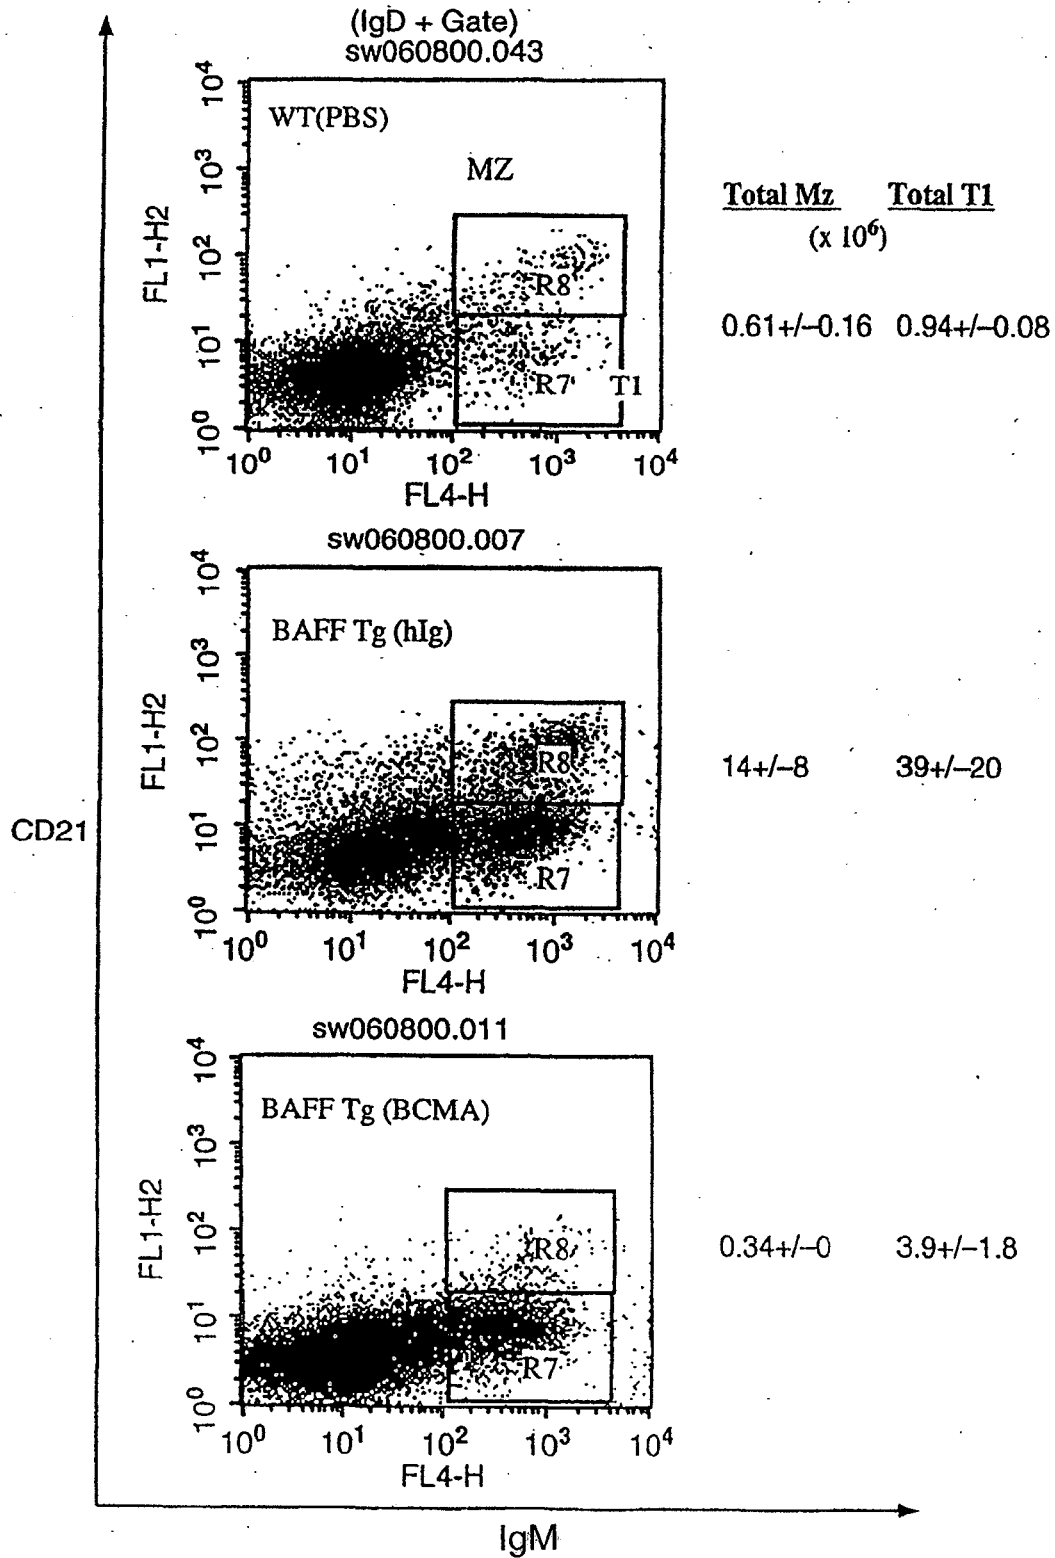 (IgD + Gate)
sw060800.043
10⁴
10³
10²
10¹
10⁰
FL1-H2
WT(PBS)
MZ
R8
R7
T1
10⁰ 10¹ 10² 10³ 10⁴
FL4-H
Total Mz Total T1
(x 10⁶)
0.61+/–0.16 0.94+/–0.08
sw060800.007
10⁴
10³
10²
10¹
10⁰
FL1-H2
BAFF Tg (hIg)
R8
R7
10⁰ 10¹ 10² 10³ 10⁴
FL4-H
14+/–8 39+/–20
CD21
sw060800.011
10⁴
10³
10²
10¹
10⁰
FL1-H2
BAFF Tg (BCMA)
R8
R7
10⁰ 10¹ 10² 10³ 10⁴
FL4-H
0.34+/–0 3.9+/–1.8
IgM